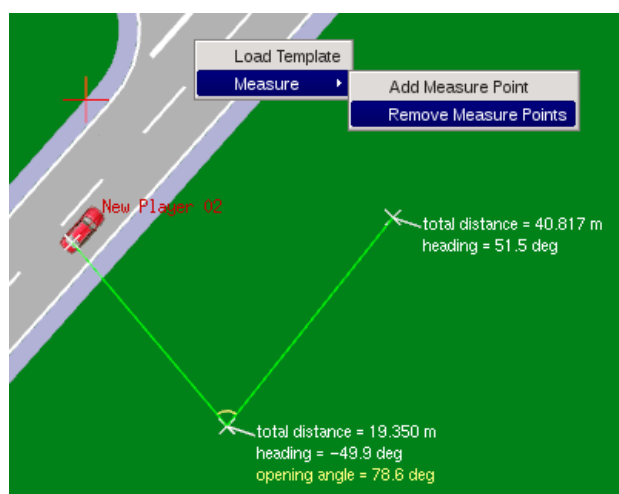 Load Template
Measure
Add Measure Point
Remove Measure Points
New Player 02
total distance = 40.817 m
heading = 51.5 deg
total distance = 19.350 m
heading = −49.9 deg
opening angle = 78.6 deg